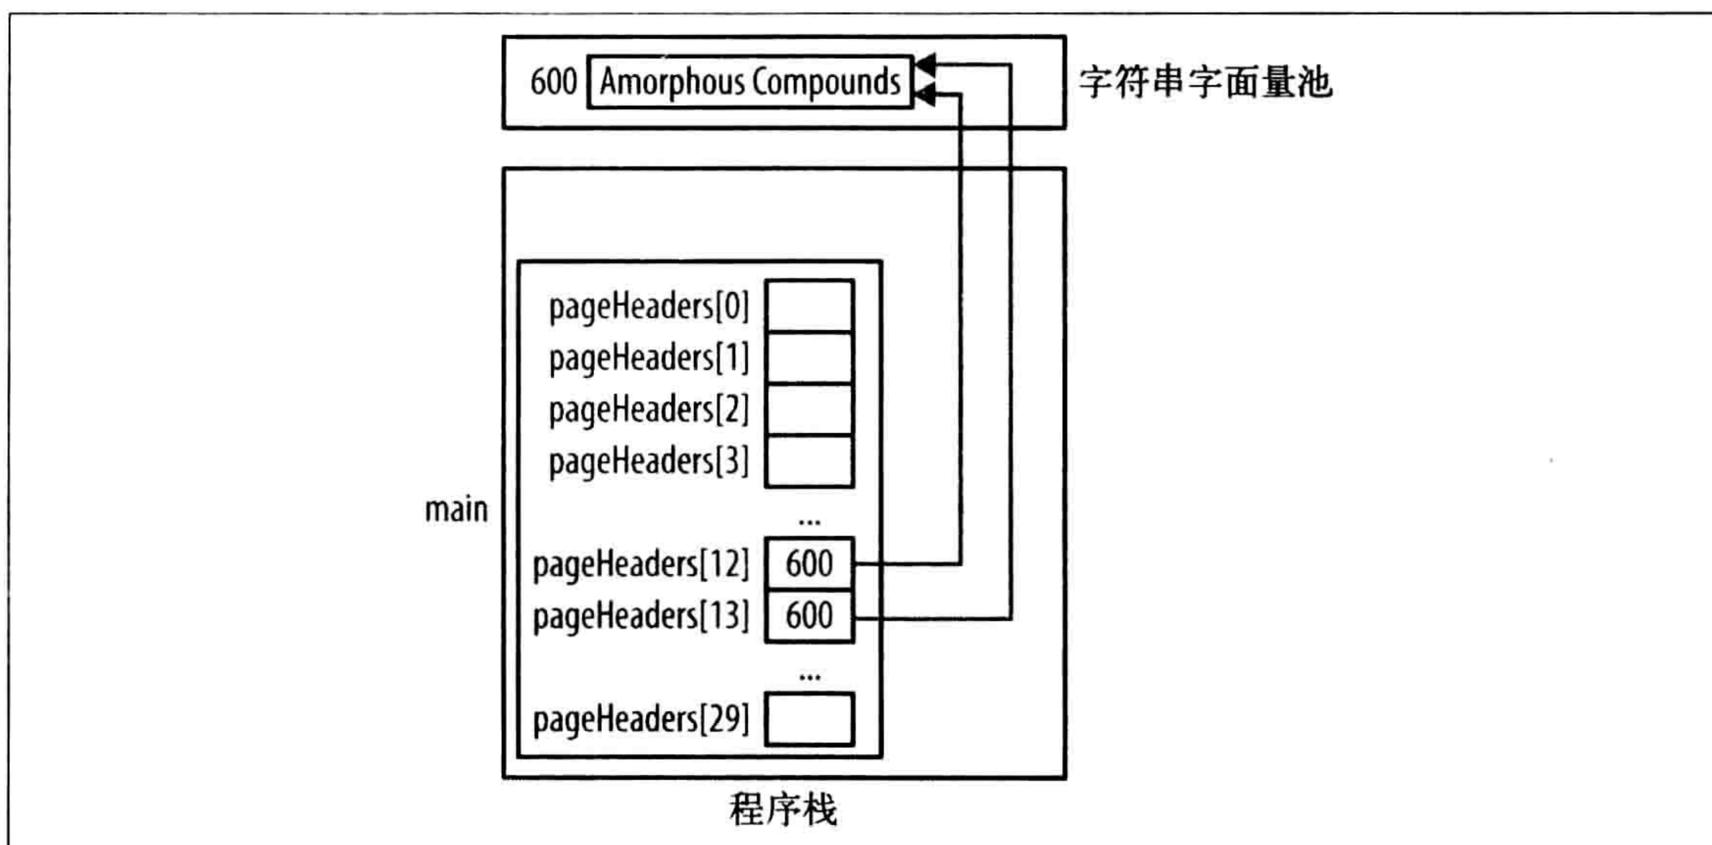 600 Amorphous Compounds 字符串字面量池
pageHeaders[0]
pageHeaders[1]
pageHeaders[2]
pageHeaders[3]
...
main
pageHeaders[12] 600
pageHeaders[13] 600
...
pageHeaders[29]
程序栈